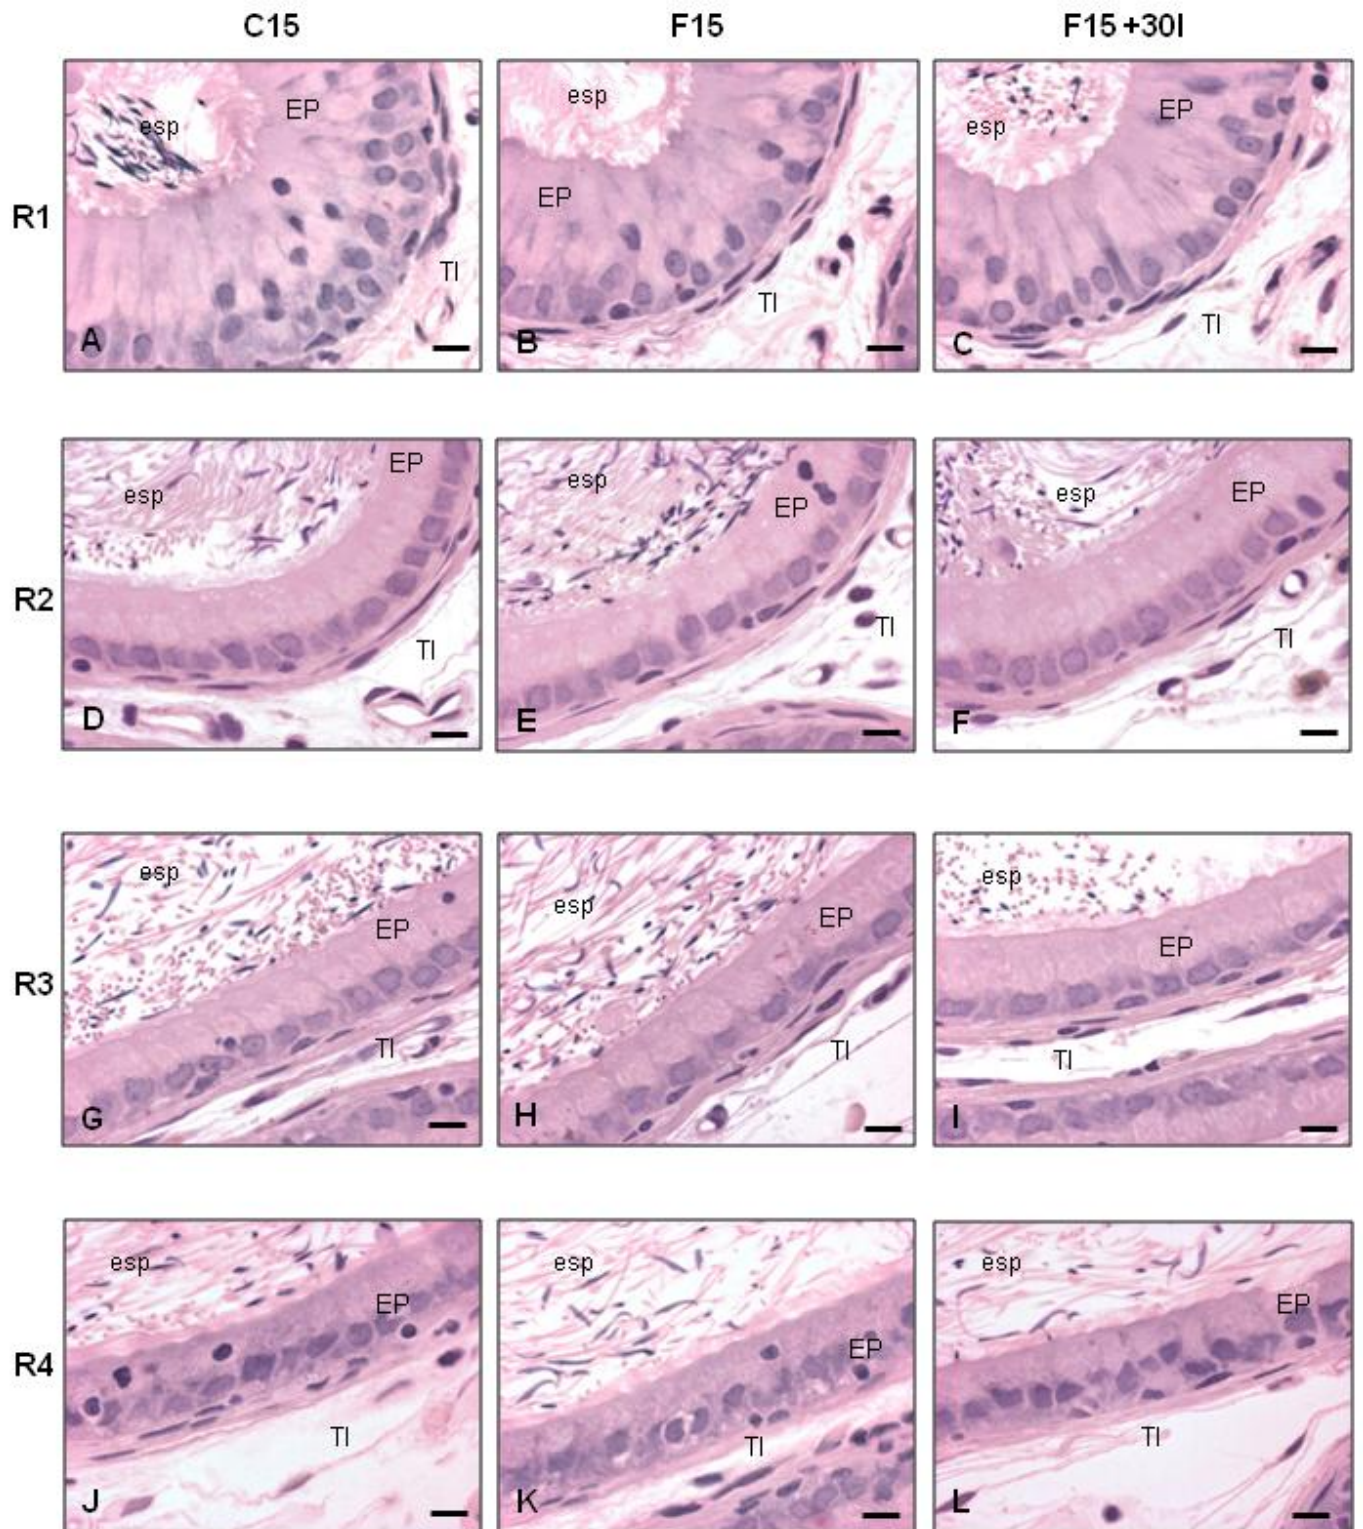 C15 F15 F15 +30I
R1
esp EP TI A
esp EP TI B
esp EP TI C
R2
esp EP TI D
esp EP TI E
esp EP TI F
R3
esp EP TI G
esp EP TI H
esp EP TI I
R4
esp EP TI J
esp EP TI K
esp EP TI L